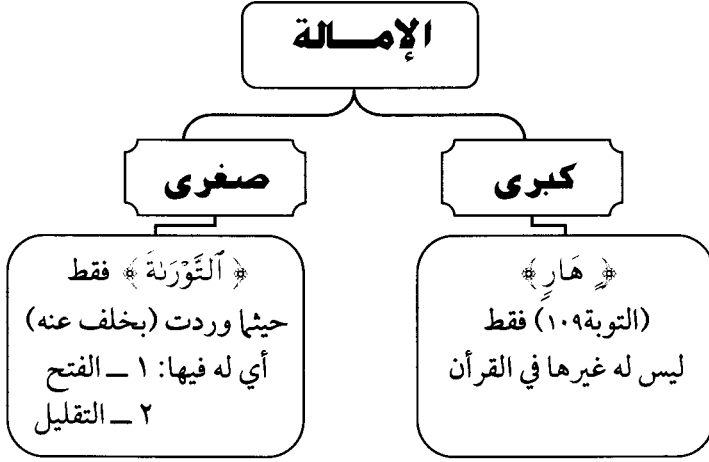 الإمـــالة
كبرى
صغرى
﴿ هَارٍ ﴾
(التوبة١٠٩) فقط
ليس له غيرها في القرأن
﴿ ٱلتَّوْرَىٰةَ ﴾ فقط
حيثما وردت (بخلف عنه)
أي له فيها: ١ ــ الفتح
٢ ــ التقليل